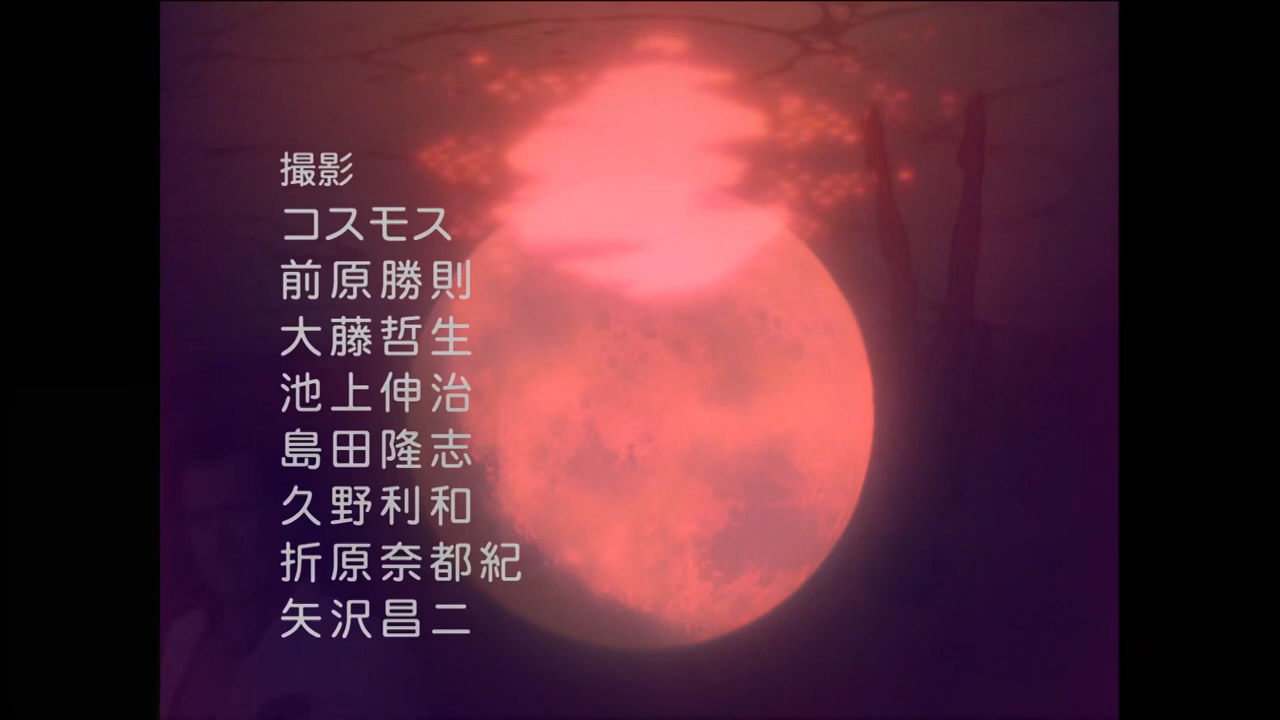 撮影
コスモス
前原勝則
大藤哲生
池上伸治
島田隆志
久野利和
折原奈都紀
矢沢昌二